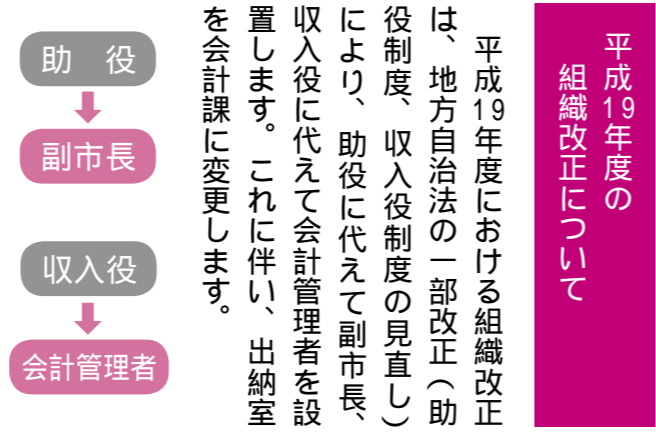 平成19年度の
組織改正について
平成19年度における組織改正
は、地方自治法の一部改正（助
役制度、収入役制度の見直し）
により、助役に代えて副市長、
収入役に代えて会計管理者を設
置します。これに伴い、出納室
を会計課に変更します。
助　役
副市長
収入役
会計管理者